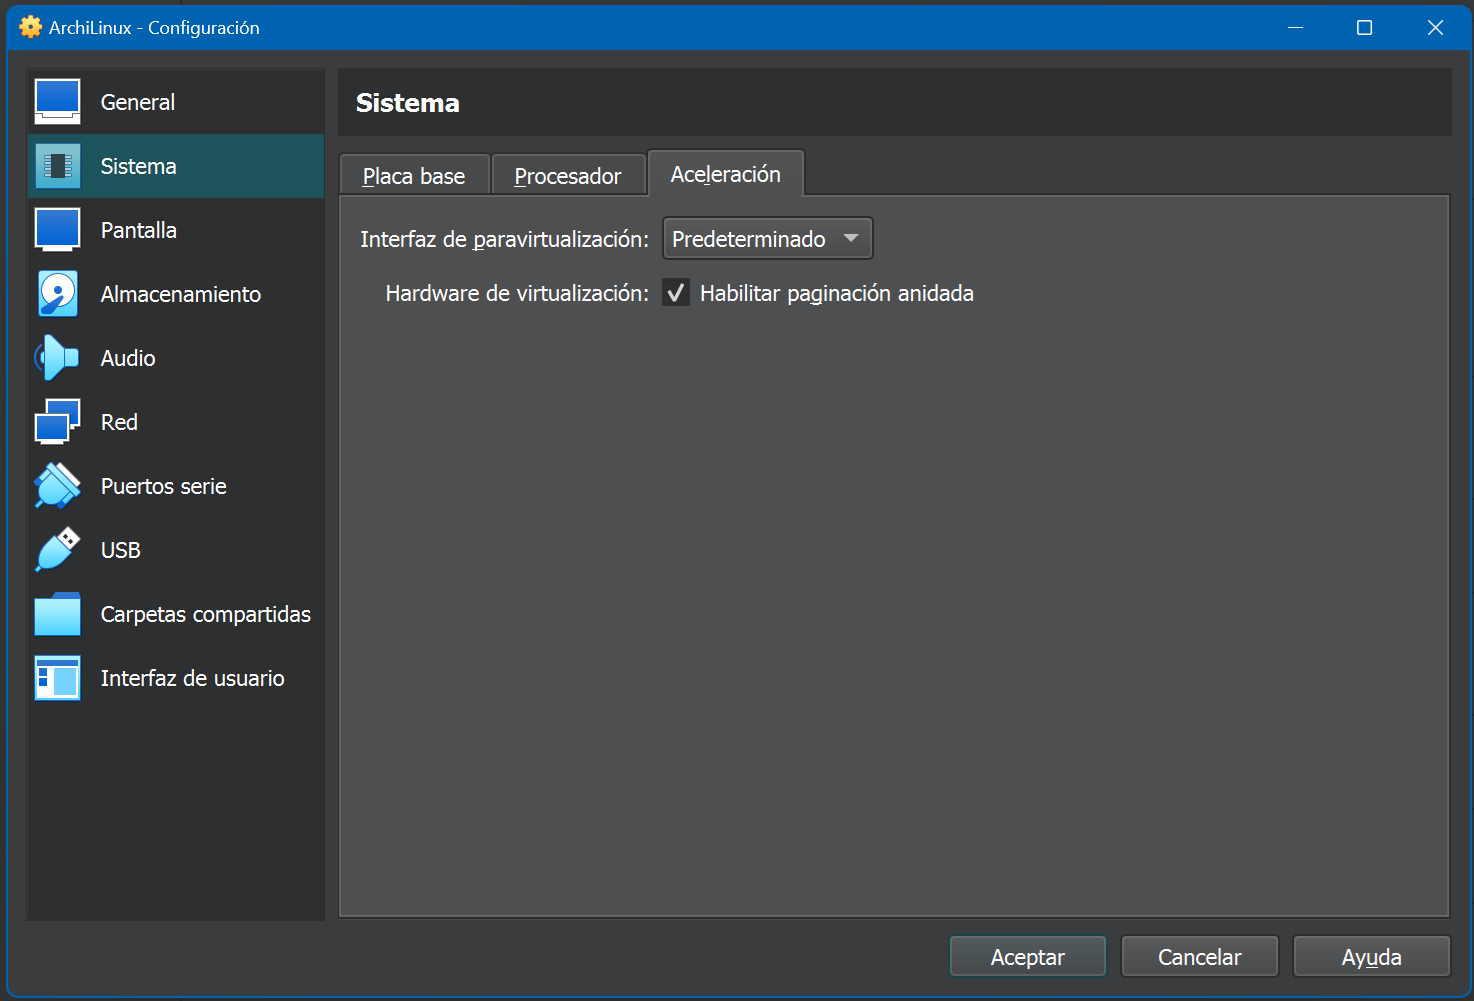 ArchiLinux - Configuración
General
Sistema
Pantalla
Almacenamiento
Audio
Red
Puertos serie
USB
Carpetas compartidas
Interfaz de usuario
Sistema
Placa base
Procesador
Aceleración
Interfaz de paravirtualización: Predeterminado
Hardware de virtualización: Habilitar paginación anidada
Aceptar
Cancelar
Ayuda